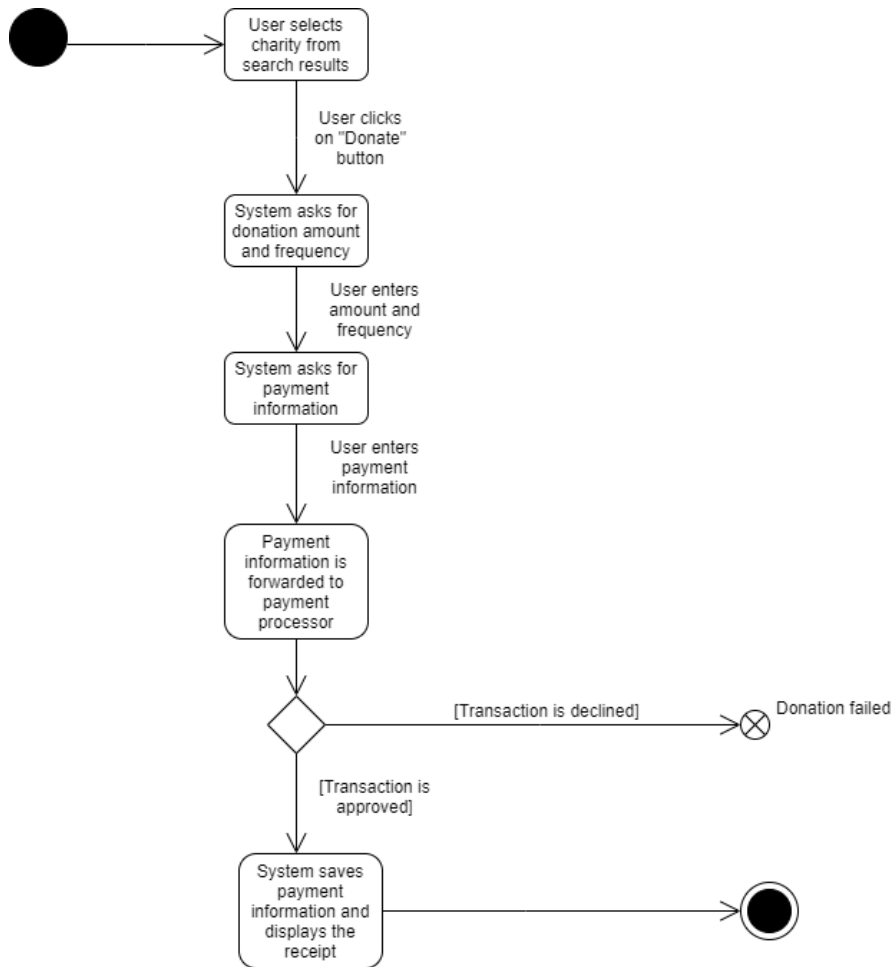 User selects
charity from
search results
User clicks
on "Donate"
button
System asks for
donation amount
and frequency
User enters
amount and
frequency
System asks for
payment
information
User enters
payment
information
Payment
information is
forwarded to
payment
processor
[Transaction is declined]
Donation failed
[Transaction is
approved]
System saves
payment
information and
displays the
receipt